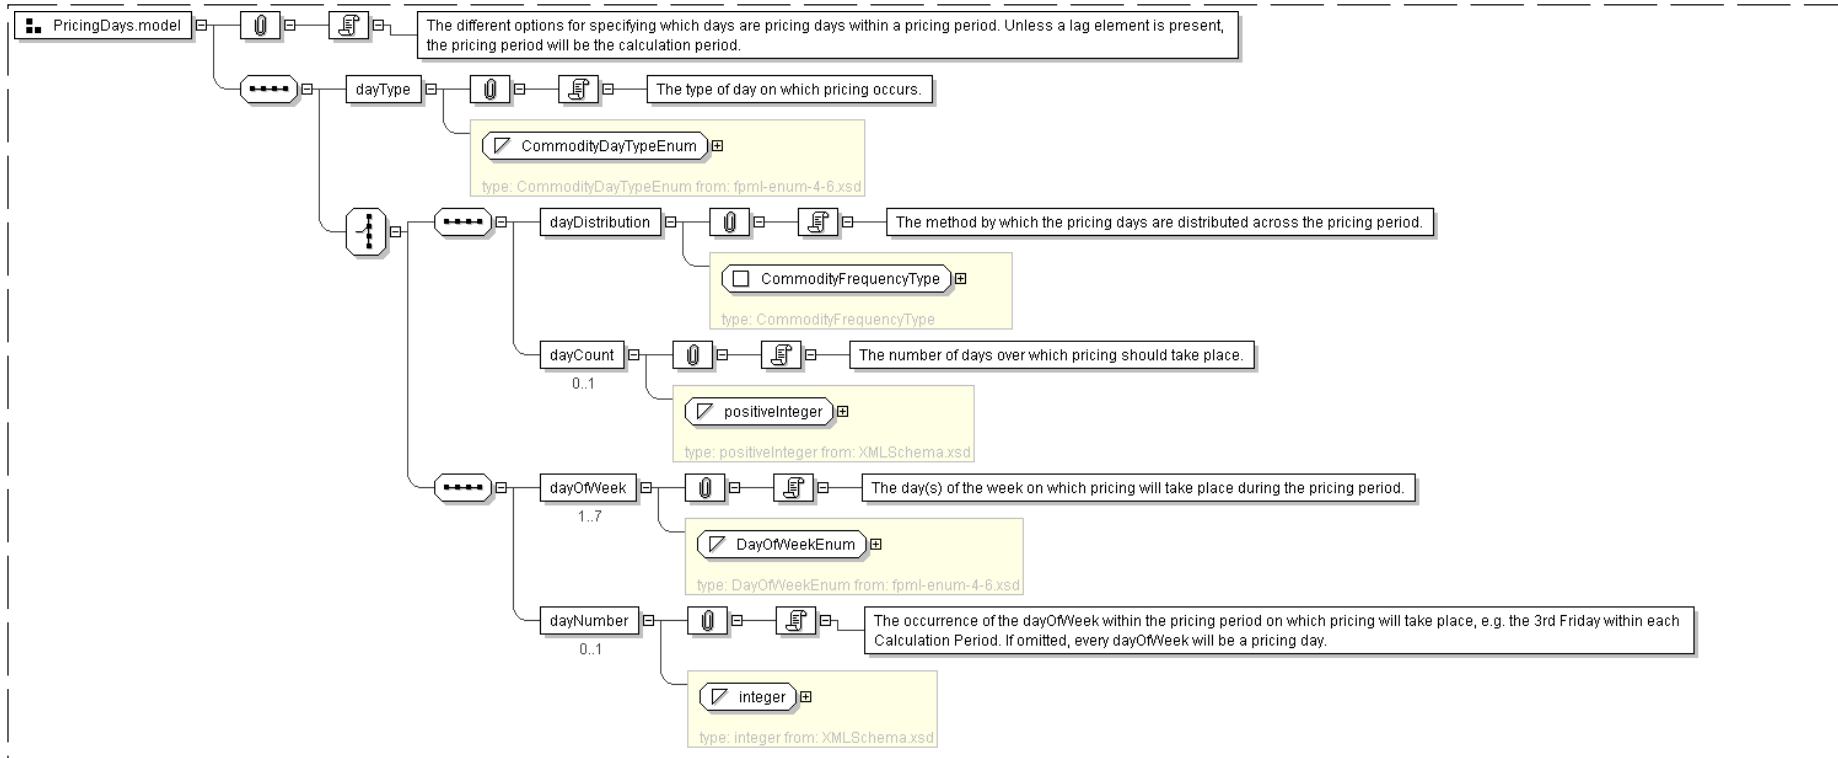 PricingDays.model
The different options for specifying which days are pricing days within a pricing period. Unless a lag element is present,
the pricing period will be the calculation period.
dayType
The type of day on which pricing occurs.
CommodityDayTypeEnum
type: CommodityDayTypeEnum from: fpml-enum-4-6.xsd
dayDistribution
The method by which the pricing days are distributed across the pricing period.
CommodityFrequencyType
type: CommodityFrequencyType
dayCount
The number of days over which pricing should take place.
0..1
positiveInteger
type: positiveInteger from: XMLSchema.xsd
dayOfWeek
The day(s) of the week on which pricing will take place during the pricing period.
1..7
DayOfWeekEnum
type: DayOfWeekEnum from: fpml-enum-4-6.xsd
dayNumber
The occurrence of the dayOfWeek within the pricing period on which pricing will take place, e.g. the 3rd Friday within each
Calculation Period. If omitted, every dayOfWeek will be a pricing day.
0..1
integer
type: integer from: XMLSchema.xsd